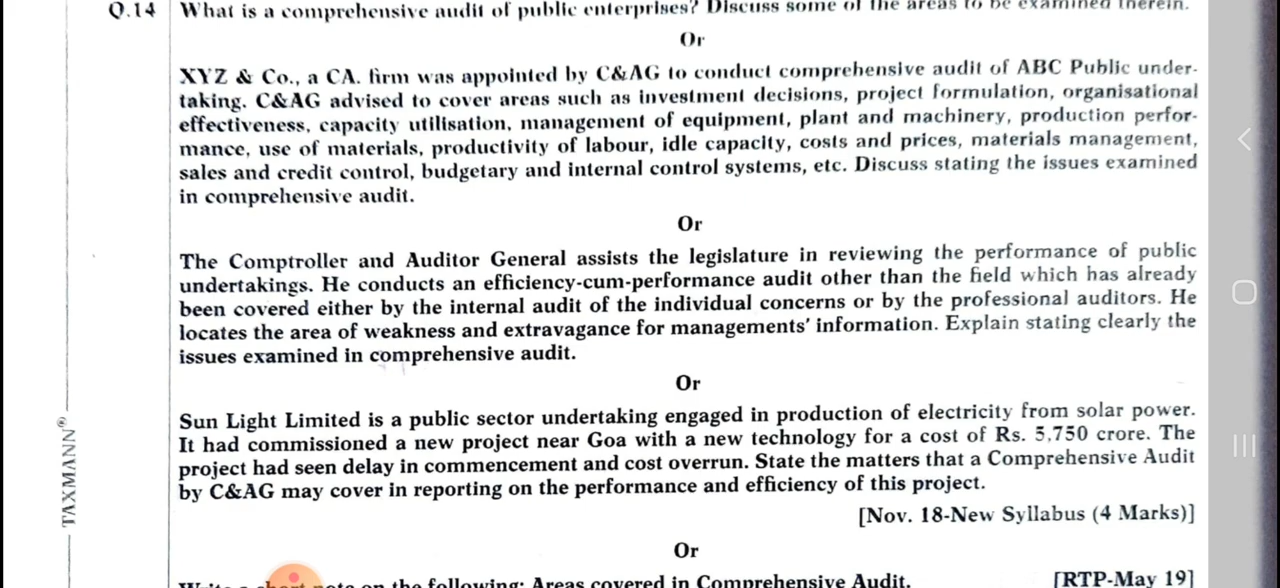 Q.14 What is a comprehensive audit of public enterprises? Discuss some of the areas to be examined therein.
Or
XYZ & Co., a CA. firm was appointed by C&AG to conduct comprehensive audit of ABC Public under-
taking. C&AG advised to cover areas such as investment decisions, project formulation, organisational
effectiveness, capacity utilisation, management of equipment, plant and machinery, production perfor-
mance, use of materials, productivity of labour, idle capacity, costs and prices, materials management,
sales and credit control, budgetary and internal control systems, etc. Discuss stating the issues examined
in comprehensive audit.
Or
The Comptroller and Auditor General assists the legislature in reviewing the performance of public
undertakings. He conducts an efficiency-cum-performance audit other than the field which has already
been covered either by the internal audit of the individual concerns or by the professional auditors. He
locates the area of weakness and extravagance for managements' information. Explain stating clearly the
issues examined in comprehensive audit.
Or
Sun Light Limited is a public sector undertaking engaged in production of electricity from solar power.
It had commissioned a new project near Goa with a new technology for a cost of Rs. 5,750 crore. The
project had seen delay in commencement and cost overrun. State the matters that a Comprehensive Audit
by C&AG may cover in reporting on the performance and efficiency of this project.
[Nov. 18-New Syllabus (4 Marks)]
Or
note on the following: Areas covered in Comprehensive Audit. [RTP-May 19]
TAXMANN®